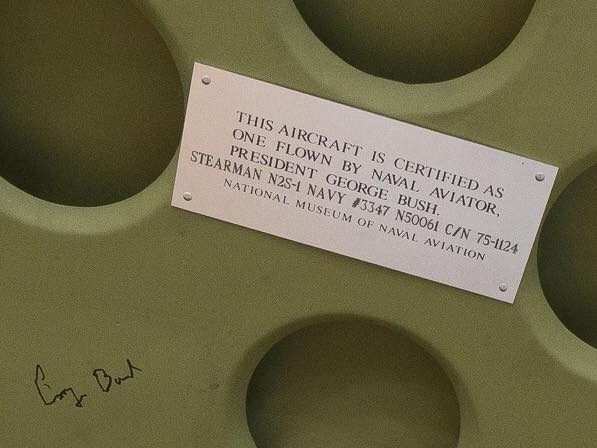 THIS AIRCRAFT IS CERTIFIED AS
ONE FLOWN BY NAVAL AVIATOR,
PRESIDENT GEORGE BUSH.
STEARMAN N2S-1 NAVY #3347 N50061 C/N 75-1124
NATIONAL MUSEUM OF NAVAL AVIATION